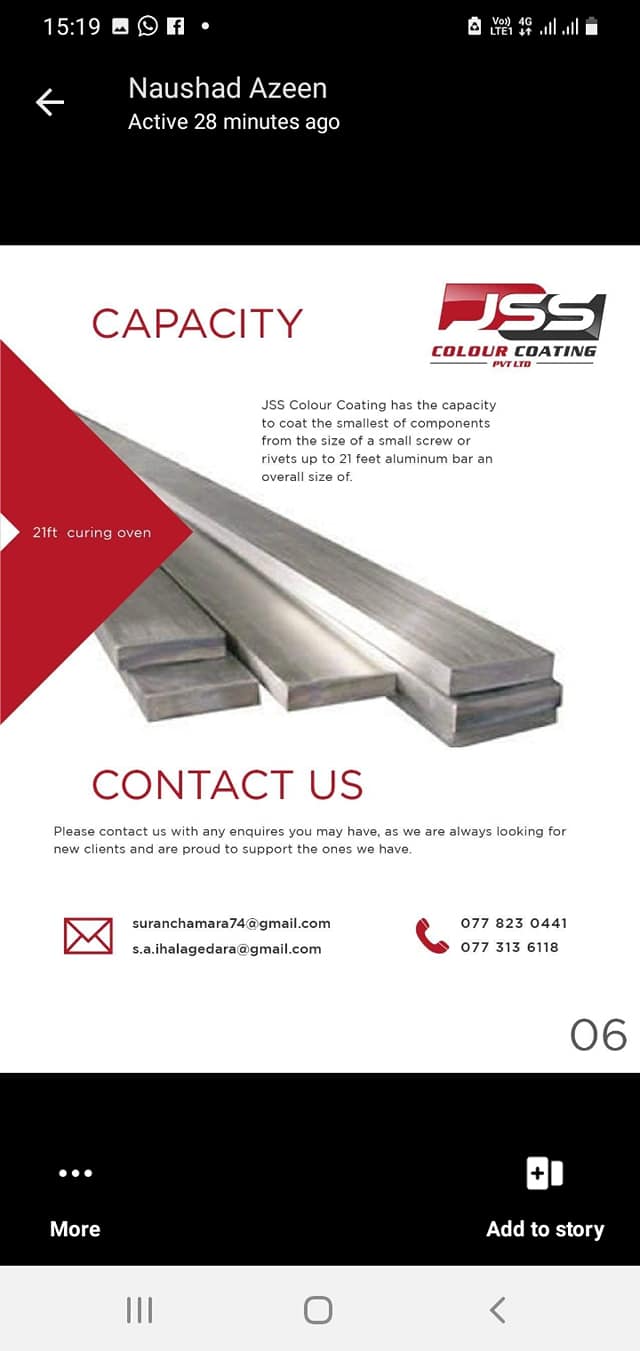 15:19
Vo)) 4G
LTE1
Naushad Azeen
Active 28 minutes ago
CAPACITY
JSS
COLOUR COATING
PVT LTD
JSS Colour Coating has the capacity
to coat the smallest of components
from the size of a small screw or
rivets up to 21 feet aluminum bar an
overall size of.
21ft curing oven
CONTACT US
Please contact us with any enquires you may have, as we are always looking for
new clients and are proud to support the ones we have.
suranchamara74@gmail.com
s.a.ihalagedara@gmail.com
077 823 0441
077 313 6118
06
More
Add to story